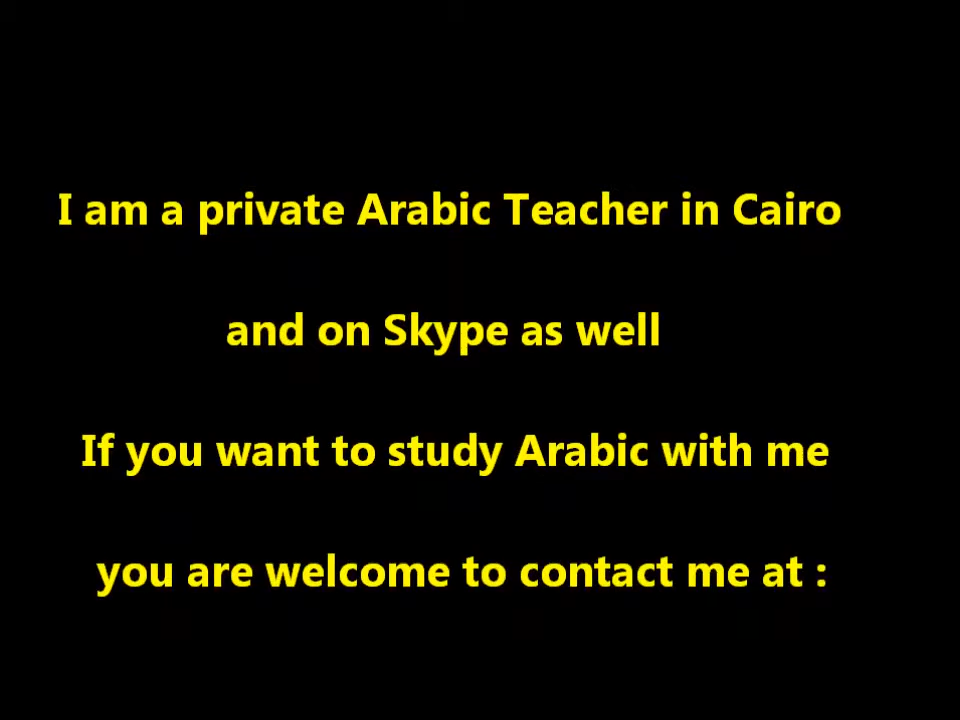 I am a private Arabic Teacher in Cairo
and on Skype as well
If you want to study Arabic with me
you are welcome to contact me at :